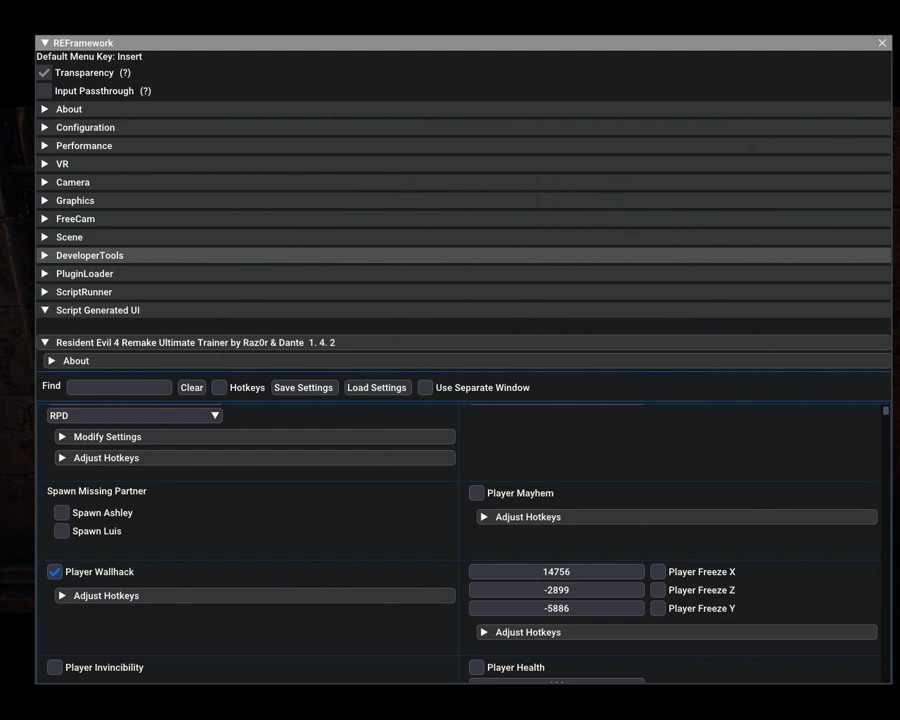 REFramework
Default Menu Key: Insert
Transparency (?)
Input Passthrough (?)
About
Configuration
Performance
VR
Camera
Graphics
FreeCam
Scene
DeveloperTools
PluginLoader
ScriptRunner
Script Generated UI
Resident Evil 4 Remake Ultimate Trainer by Raz0r & Dante 1. 4. 2
About
Find Clear Hotkeys Save Settings Load Settings Use Separate Window
RPD
Modify Settings
Adjust Hotkeys
Spawn Missing Partner
Spawn Ashley
Spawn Luis
Player Mayhem
Adjust Hotkeys
Player Wallhack
Adjust Hotkeys
14756 Player Freeze X
-2899 Player Freeze Z
-5886 Player Freeze Y
Adjust Hotkeys
Player Invincibility
Player Health